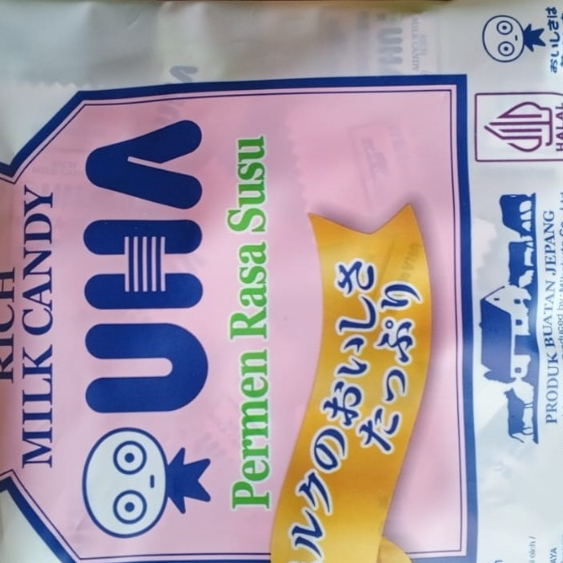 RICH
MILK CANDY
UHA
Permen Rasa Susu
ルクのおいしさ
たっぷり
おいしさは
HALAL
PRODUK BUATAN JEPANG